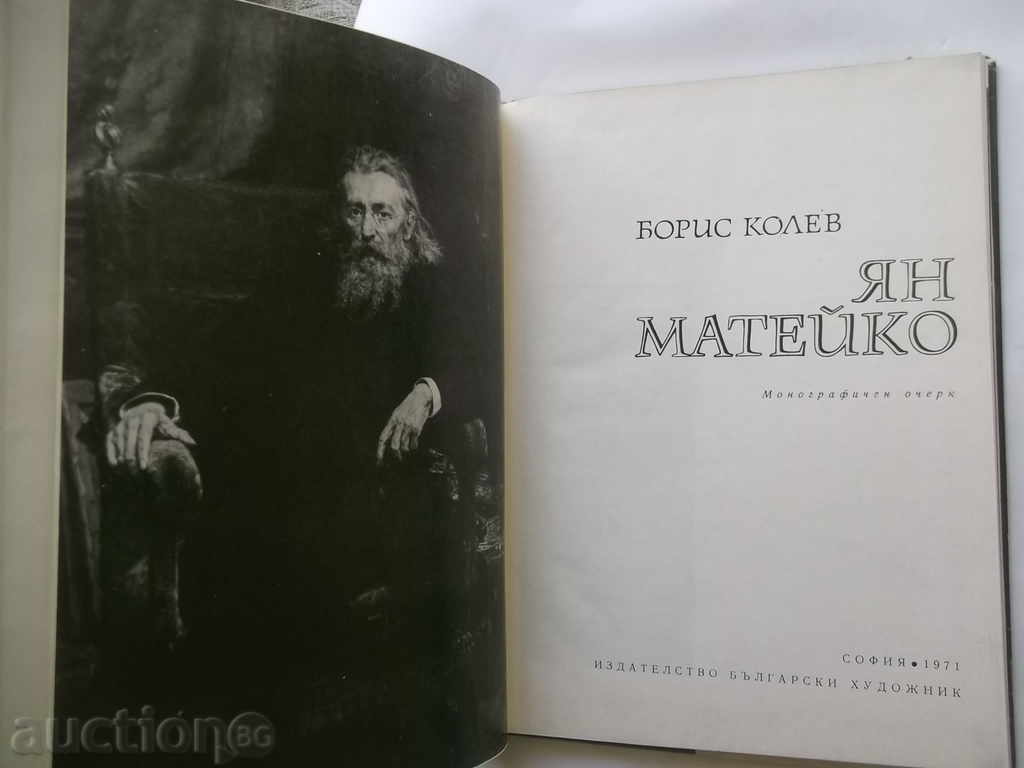 БОРИС КОЛЕВ
ЯН
МАТЕЙКО
Монографичен очерк
СОФИЯ • 1971
ИЗДАТЕЛСТВО БЪЛГАРСКИ ХУДОЖНИК
auction BG